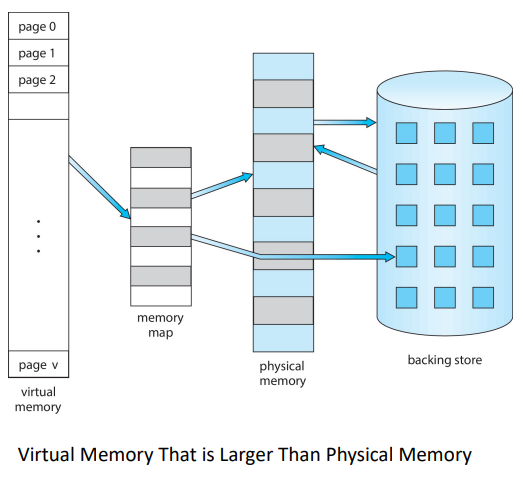 page 0
page 1
page 2
page v
virtual
memory
memory
map
physical
memory
backing store
Virtual Memory That is Larger Than Physical Memory